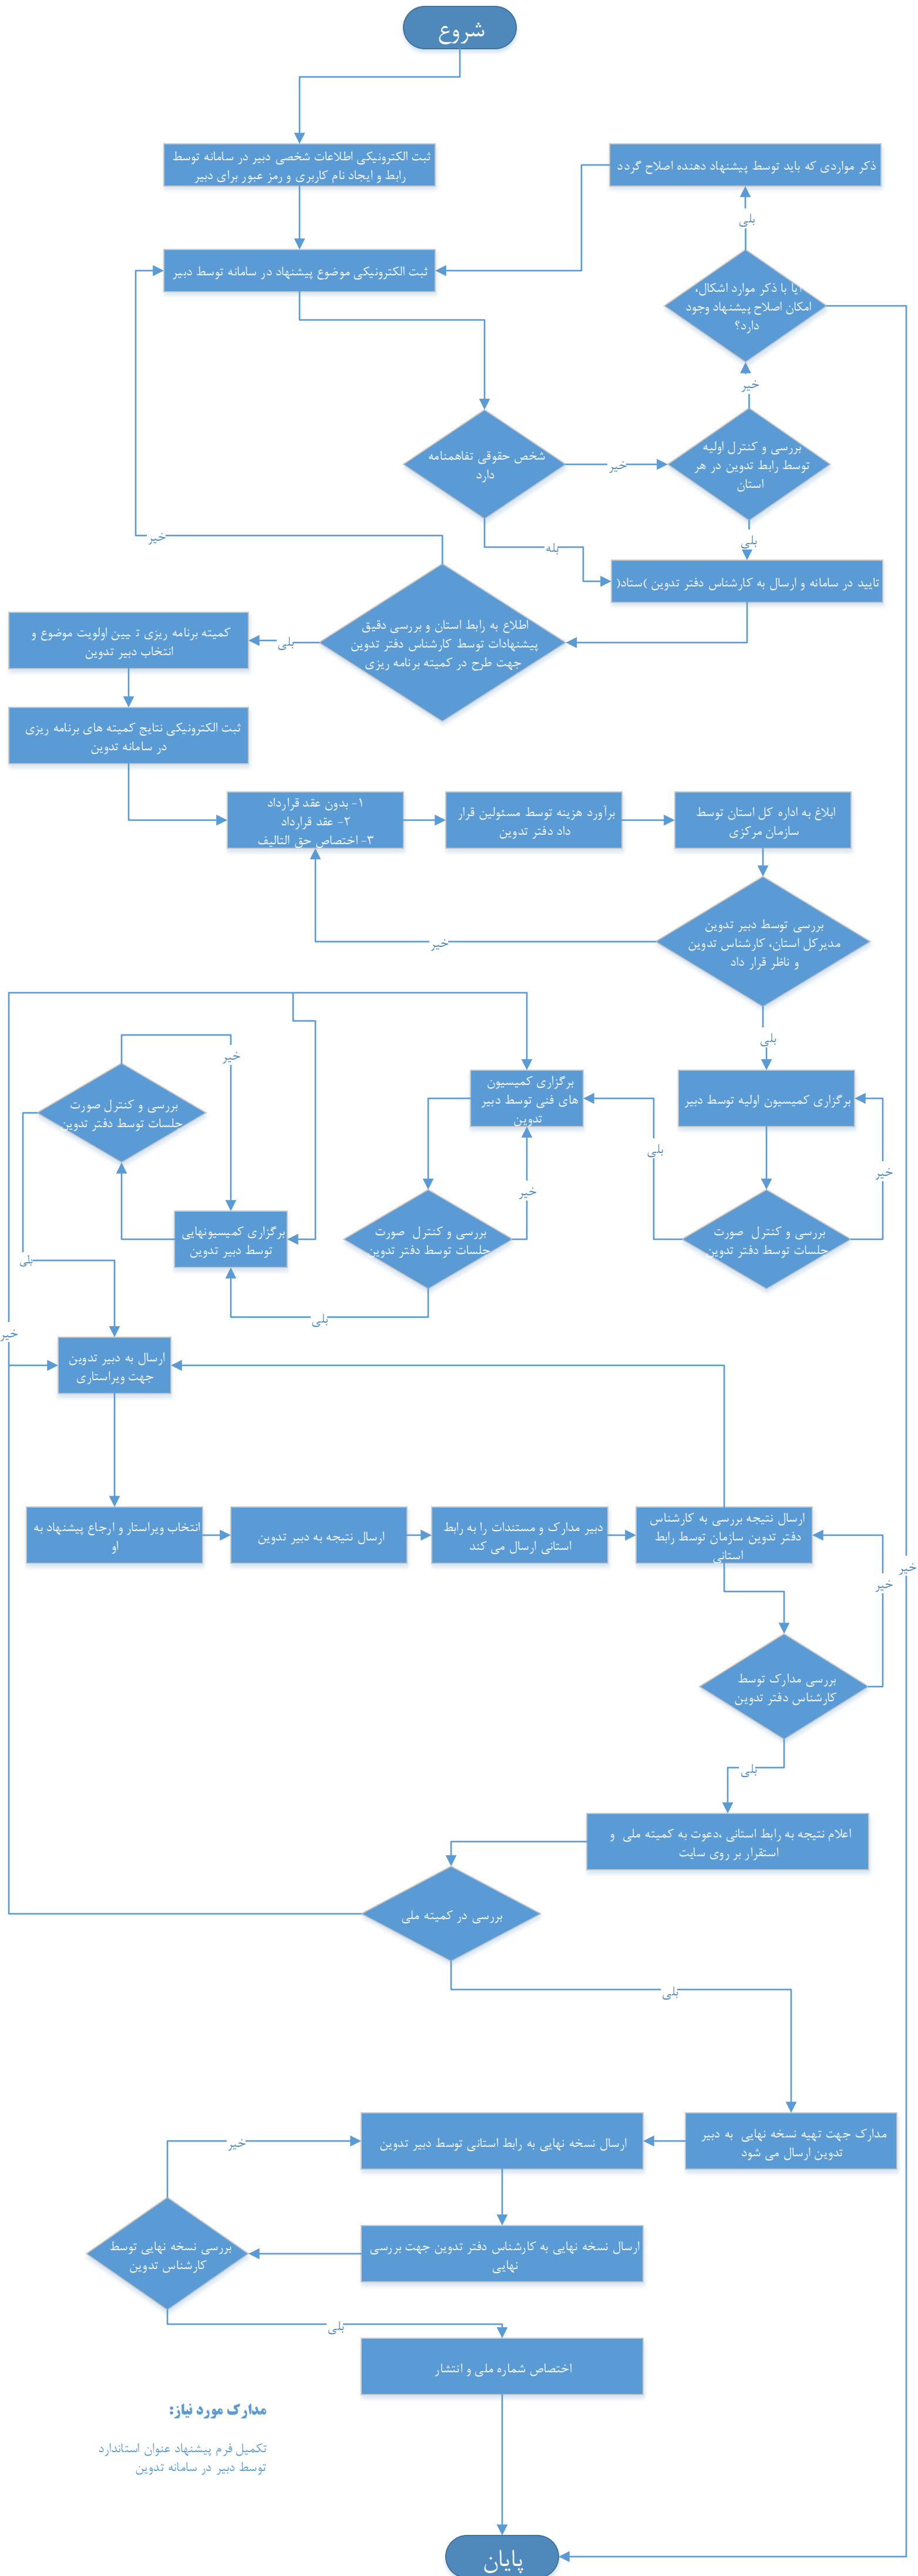 شروع
ثبت الکترونیکی اطلاعات شخصی دبیر در سامانه توسط
رابط و ایجاد نام کاربری و رمز عبور برای دبیر
ذکر مواردی که باید توسط پیشنهاد دهنده اصلاح گردد
بلی
ثبت الکترونیکی موضوع پیشنهاد در سامانه توسط دبیر
آیا با ذکر موارد اشکال،
امکان اصلاح پیشنهاد وجود
دارد؟
خیر
شخص حقوقی تفاهمنامه
دارد
خیر
بررسی و کنترل اولیه
توسط رابط تدوین در هر
استان
بلی
بله
خیر
تایید در سامانه و ارسال به کارشناس دفتر تدوین )ستاد(
اطلاع به رابط استان و بررسی دقیق
پیشنهادات توسط کارشناس دفتر تدوین
جهت طرح در کمیته برنامه ریزی
بلی
کمیته برنامه ریزی ت یین اولویت موضوع و
انتخاب دبیر تدوین
ثبت الکترونیکی نتایج کمیته های برنامه ریزی
در سامانه تدوین
۱- بدون عقد قرارداد
۲- عقد قرارداد
۳- اختصاص حق التالیف
برآورد هزینه توسط مسئولین قرار
داد دفتر تدوین
ابلاغ به اداره کل استان توسط
سازمان مرکزی
بررسی توسط دبیر تدوین
مدیرکل استان، کارشناس تدوین
و ناظر قرار داد
خیر
بلی
برگزاری کمیسیون اولیه توسط دبیر
خیر
بررسی و کنترل صورت
جلسات توسط دفتر تدوین
بلی
برگزاری کمیسیون
های فنی توسط دبیر
تدوین
خیر
بررسی و کنترل صورت
جلسات توسط دفتر تدوین
بلی
برگزاری کمیسیونهایی
توسط دبیر تدوین
خیر
بررسی و کنترل صورت
جلسات توسط دفتر تدوین
بلی
خیر
ارسال به دبیر تدوین
جهت ویراستاری
انتخاب ویراستار و ارجاع پیشنهاد به
او
ارسال نتیجه به دبیر تدوین
دبیر مدارک و مستندات را به رابط
استانی ارسال می کند
ارسال نتیجه بررسی به کارشناس
دفتر تدوین سازمان توسط رابط
استانی
خیر
خیر
بررسی مدارک توسط
کارشناس دفتر تدوین
بلی
اعلام نتیجه به رابط استانی ،دعوت به کمیته ملی و
استقرار بر روی سایت
بررسی در کمیته ملی
بلی
مدارک جهت تهیه نسخه نهایی به دبیر
تدوین ارسال می شود
ارسال نسخه نهایی به رابط استانی توسط دبیر تدوین
خیر
ارسال نسخه نهایی به کارشناس دفتر تدوین جهت بررسی
نهایی
بررسی نسخه نهایی توسط
کارشناس تدوین
بلی
اختصاص شماره ملی و انتشار
مدارک مورد نیاز:
تکمیل فرم پیشنهاد عنوان استاندارد
توسط دبیر در سامانه تدوین
پایان